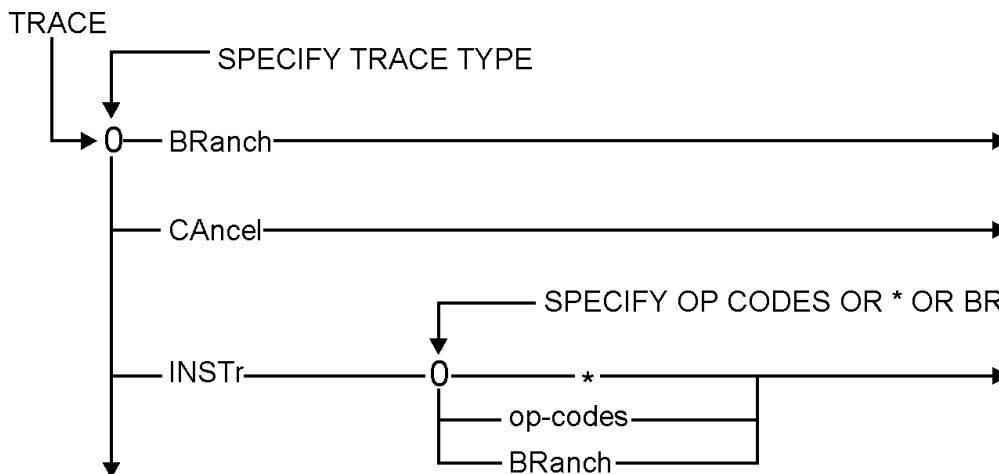 TRACE
SPECIFY TRACE TYPE
0 BRanch
CAncel
SPECIFY OP CODES OR * OR BR
INSTr 0 *
op-codes
BRanch